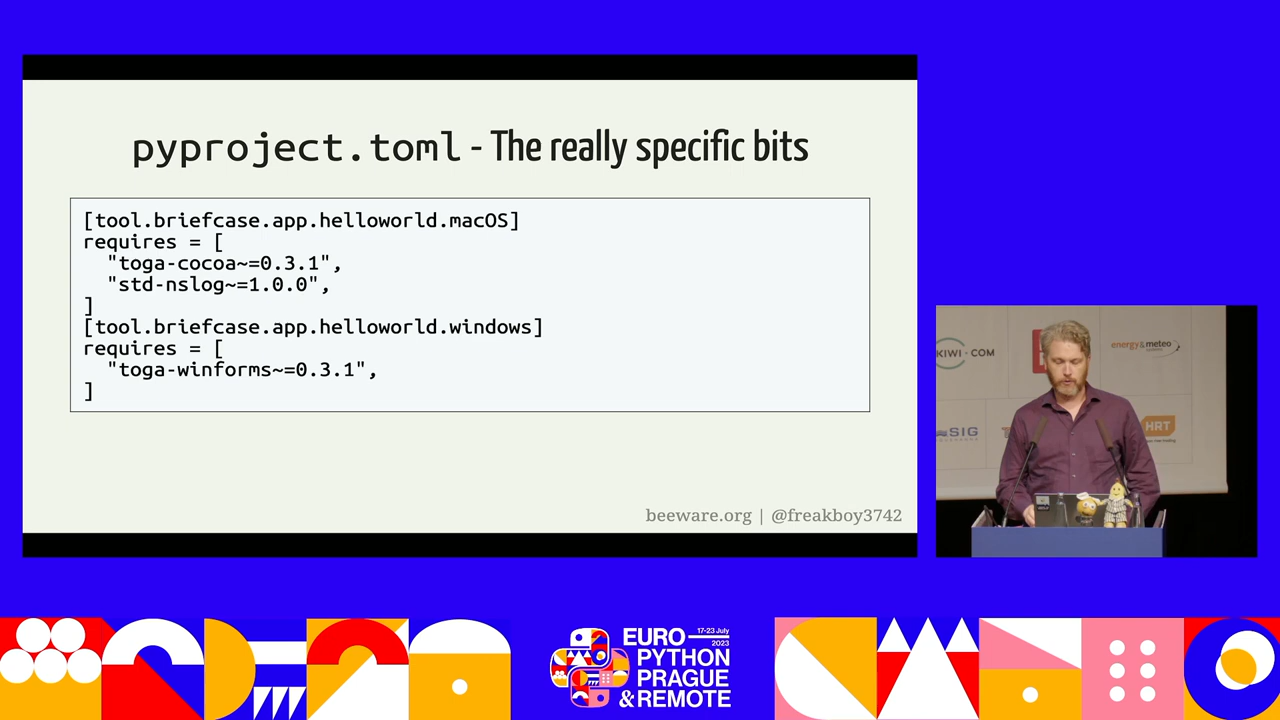 pyproject.toml - The really specific bits
[tool.briefcase.app.helloworld.macOS]
requires = [
"toga-cocoa~=0.3.1",
"std-nslog~=1.0.0",
]
[tool.briefcase.app.helloworld.windows]
requires = [
"toga-winforms~=0.3.1",
]
beeware.org | @freakboy3742
KIWI·COM
energy&meteo
SIG
HRT
EURO 17-23 July 2023
PYTHON
PRAGUE
&REMOTE